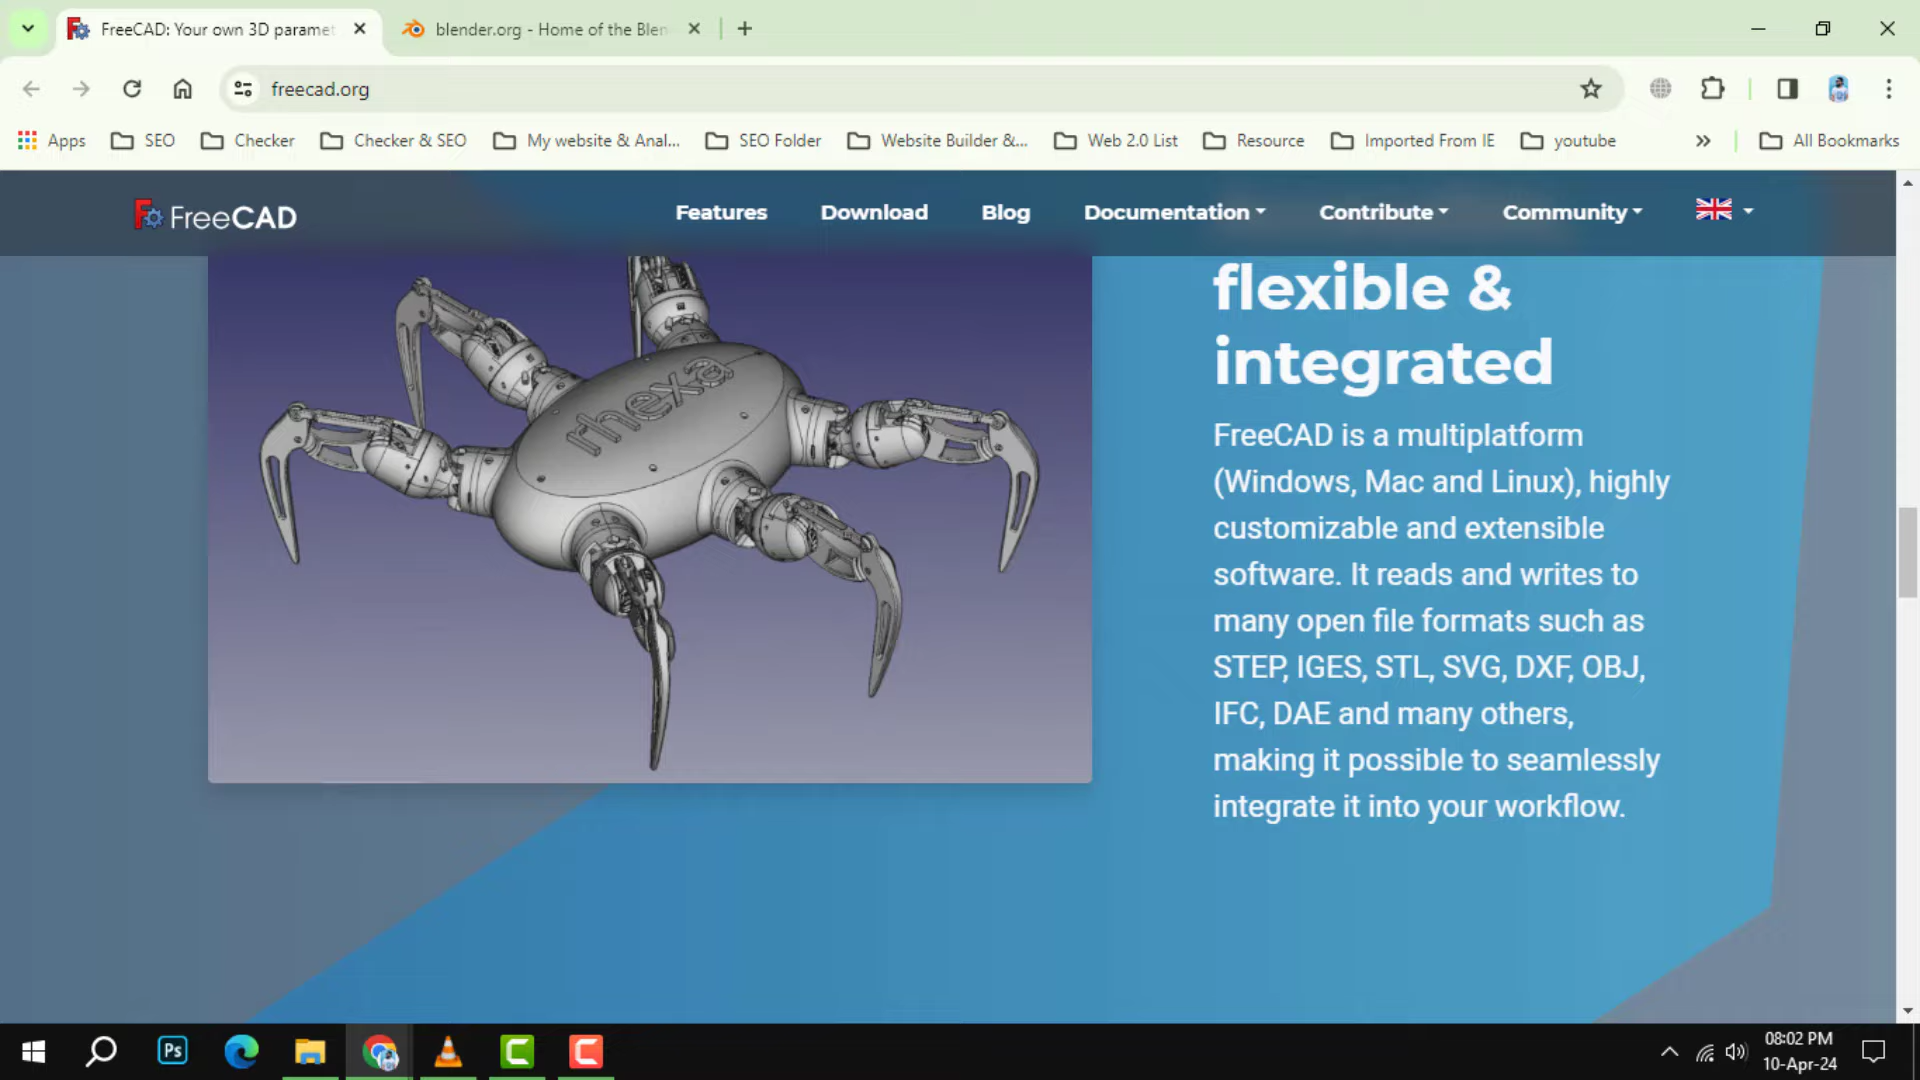 FreeCAD: Your own 3D paramet
blender.org - Home of the Blen
freecad.org
Apps
SEO
Checker
Checker & SEO
My website & Anal...
SEO Folder
Website Builder &...
Web 2.0 List
Resource
Imported From IE
youtube
All Bookmarks
FreeCAD
Features
Download
Blog
Documentation
Contribute
Community
rhexa
flexible &
integrated
FreeCAD is a multiplatform
(Windows, Mac and Linux), highly
customizable and extensible
software. It reads and writes to
many open file formats such as
STEP, IGES, STL, SVG, DXF, OBJ,
IFC, DAE and many others,
making it possible to seamlessly
integrate it into your workflow.
Ps
08:02 PM
10-Apr-24